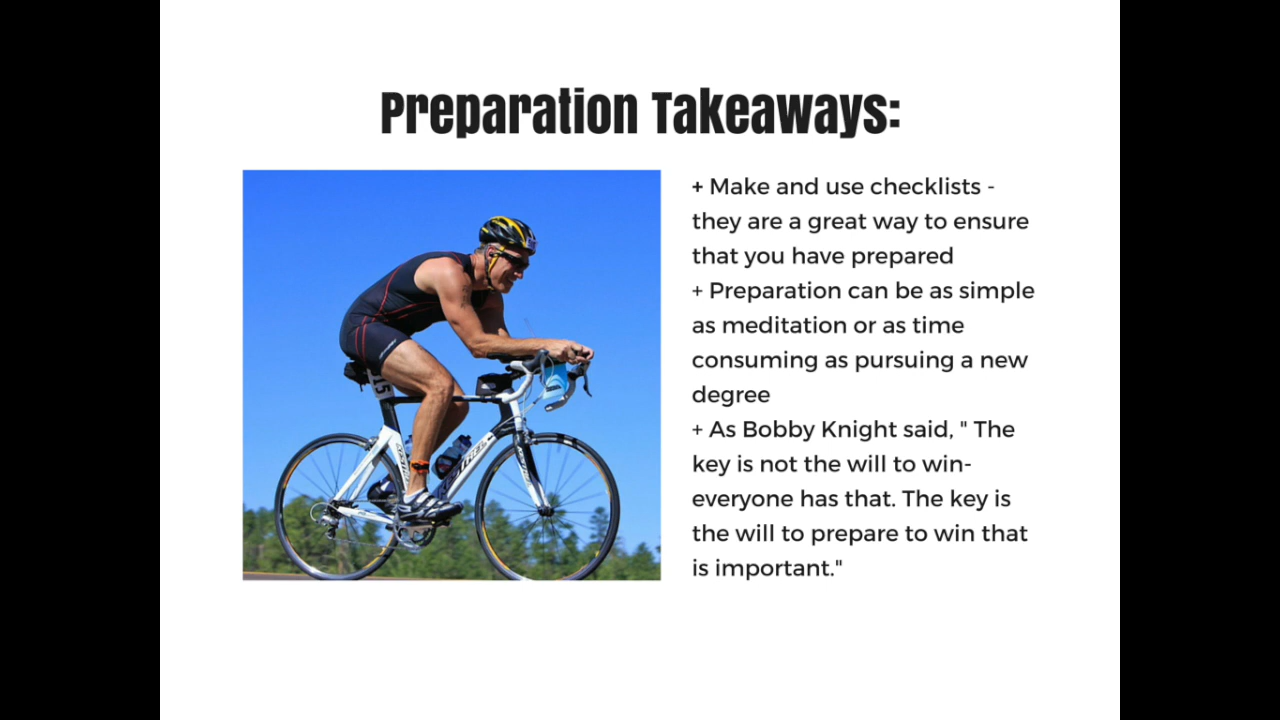 Preparation Takeaways:
+ Make and use checklists -
they are a great way to ensure
that you have prepared
+ Preparation can be as simple
as meditation or as time
consuming as pursuing a new
degree
+ As Bobby Knight said, " The
key is not the will to win-
everyone has that. The key is
the will to prepare to win that
is important."